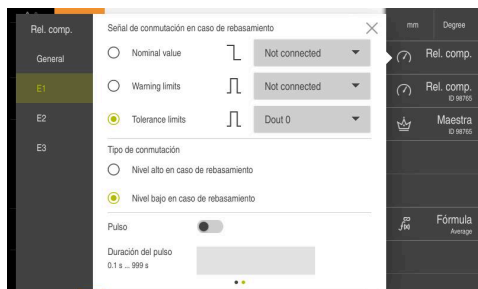 Rel. comp.
General
E1
E2
E3
Señal de conmutación en caso de rebasamiento
Nominal value
Not connected
Warning limits
Not connected
Tolerance limits
Dout 0
Tipo de conmutación
Nivel alto en caso de rebasamiento
Nivel bajo en caso de rebasamiento
Pulso
Duración del pulso
0.1 s ... 999 s
mm
Degree
Rel. comp.
Rel. comp.
ID 98765
Maestra
ID 98765
Fórmula
Average